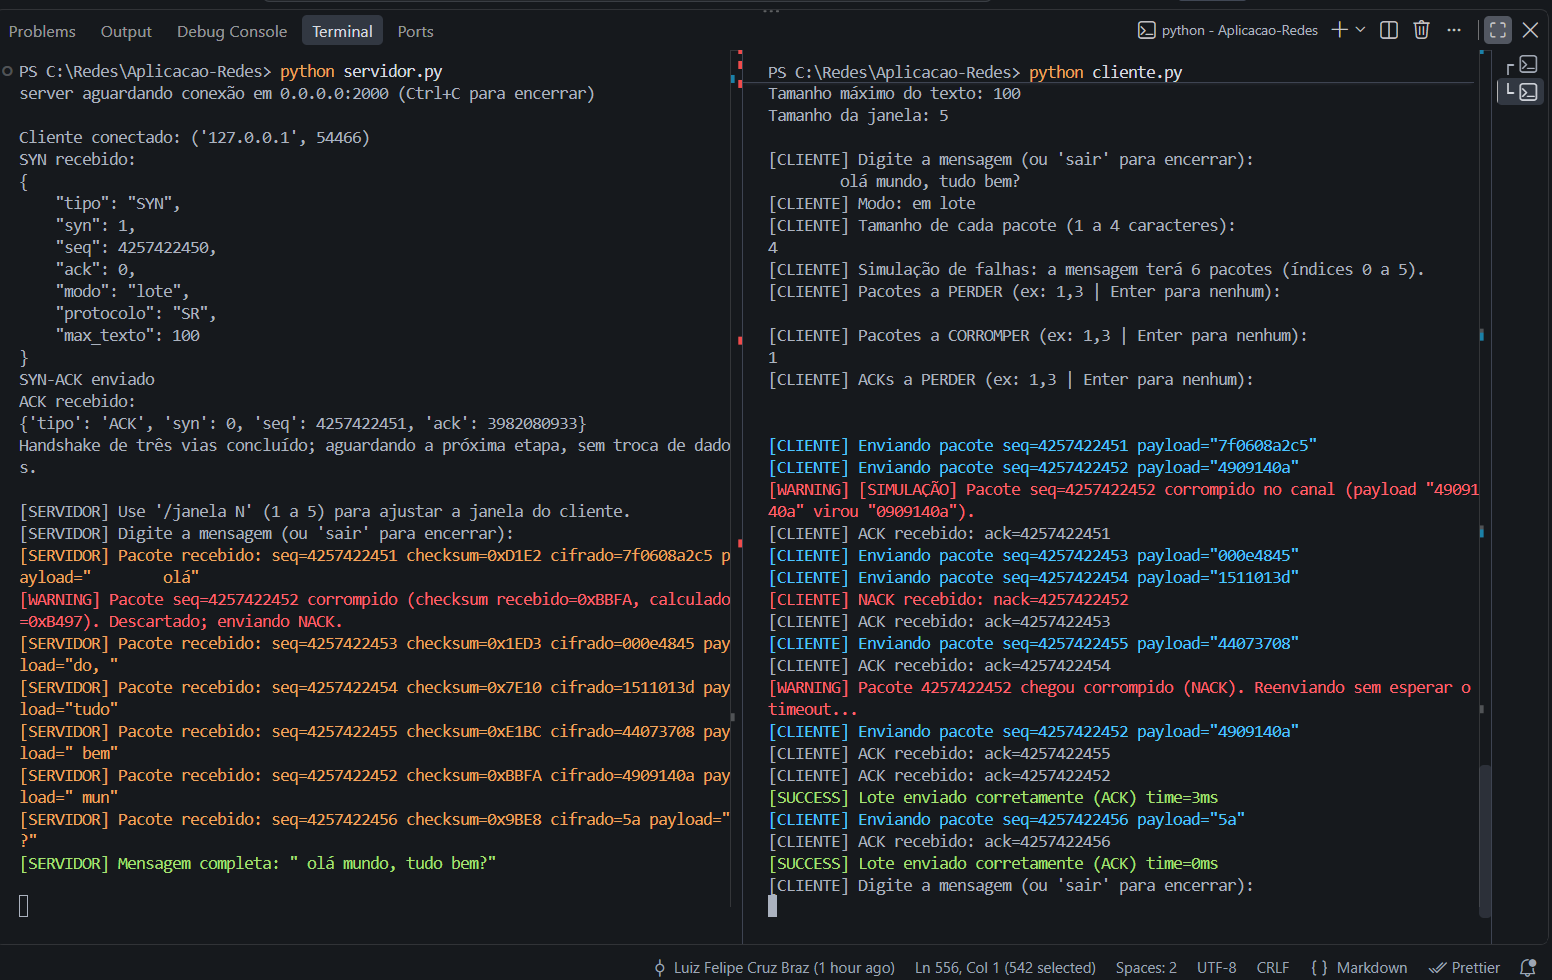 Problems Output Debug Console Terminal Ports
python - Aplicacao-Redes
PS C:\Redes\Aplicacao-Redes> python servidor.py
server aguardando conexão em 0.0.0.0:2000 (Ctrl+C para encerrar)
Cliente conectado: ('127.0.0.1', 54466)
SYN recebido:
{
"tipo": "SYN",
"syn": 1,
"seq": 4257422450,
"ack": 0,
"modo": "lote",
"protocolo": "SR",
"max_texto": 100
}
SYN-ACK enviado
ACK recebido:
{'tipo': 'ACK', 'syn': 0, 'seq': 4257422451, 'ack': 3982080933}
Handshake de três vias concluído; aguardando a próxima etapa, sem troca de dado
s.
[SERVIDOR] Use '/janela N' (1 a 5) para ajustar a janela do cliente.
[SERVIDOR] Digite a mensagem (ou 'sair' para encerrar):
[SERVIDOR] Pacote recebido: seq=4257422451 checksum=0xD1E2 cifrado=7f0608a2c5 p
ayload="        olá"
[WARNING] Pacote seq=4257422452 corrompido (checksum recebido=0xBBFA, calculado
=0xB497). Descartado; enviando NACK.
[SERVIDOR] Pacote recebido: seq=4257422453 checksum=0x1ED3 cifrado=000e4845 pay
load="do, "
[SERVIDOR] Pacote recebido: seq=4257422454 checksum=0x7E10 cifrado=1511013d pay
load="tudo"
[SERVIDOR] Pacote recebido: seq=4257422455 checksum=0xE1BC cifrado=44073708 pay
load=" bem"
[SERVIDOR] Pacote recebido: seq=4257422452 checksum=0xBBFA cifrado=4909140a pay
load=" mun"
[SERVIDOR] Pacote recebido: seq=4257422456 checksum=0x9BE8 cifrado=5a payload="
?"
[SERVIDOR] Mensagem completa: " olá mundo, tudo bem?"
PS C:\Redes\Aplicacao-Redes> python cliente.py
Tamanho máximo do texto: 100
Tamanho da janela: 5
[CLIENTE] Digite a mensagem (ou 'sair' para encerrar):
olá mundo, tudo bem?
[CLIENTE] Modo: em lote
[CLIENTE] Tamanho de cada pacote (1 a 4 caracteres):
4
[CLIENTE] Simulação de falhas: a mensagem terá 6 pacotes (índices 0 a 5).
[CLIENTE] Pacotes a PERDER (ex: 1,3 | Enter para nenhum):
[CLIENTE] Pacotes a CORROMPER (ex: 1,3 | Enter para nenhum):
1
[CLIENTE] ACKs a PERDER (ex: 1,3 | Enter para nenhum):
[CLIENTE] Enviando pacote seq=4257422451 payload="7f0608a2c5"
[CLIENTE] Enviando pacote seq=4257422452 payload="4909140a"
[WARNING] [SIMULAÇÃO] Pacote seq=4257422452 corrompido no canal (payload "49091
40a" virou "0909140a").
[CLIENTE] ACK recebido: ack=4257422451
[CLIENTE] Enviando pacote seq=4257422453 payload="000e4845"
[CLIENTE] Enviando pacote seq=4257422454 payload="1511013d"
[CLIENTE] NACK recebido: nack=4257422452
[CLIENTE] ACK recebido: ack=4257422453
[CLIENTE] Enviando pacote seq=4257422455 payload="44073708"
[CLIENTE] ACK recebido: ack=4257422454
[WARNING] Pacote 4257422452 chegou corrompido (NACK). Reenviando sem esperar o
timeout...
[CLIENTE] Enviando pacote seq=4257422452 payload="4909140a"
[CLIENTE] ACK recebido: ack=4257422455
[CLIENTE] ACK recebido: ack=4257422452
[SUCCESS] Lote enviado corretamente (ACK) time=3ms
[CLIENTE] Enviando pacote seq=4257422456 payload="5a"
[CLIENTE] ACK recebido: ack=4257422456
[SUCCESS] Lote enviado corretamente (ACK) time=0ms
[CLIENTE] Digite a mensagem (ou 'sair' para encerrar):
Luiz Felipe Cruz Braz (1 hour ago) Ln 556, Col 1 (542 selected) Spaces: 2 UTF-8 CRLF {} Markdown Prettier